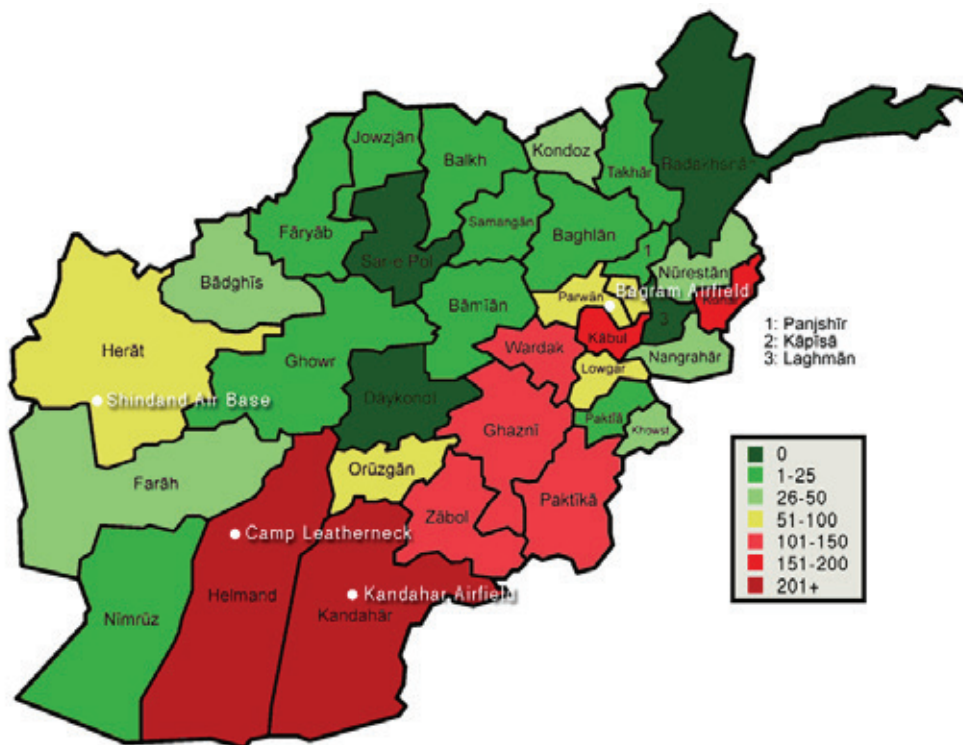 Jowzjān
Balkh
Kondoz
Takhār
Badakhshān
Fāryāb
Samangān
Baghlān
1
Sar-e Pol
Bādghīs
Nūrestān
Bāmīān
Parwān
Bagram Airfield
Konar
3
Herāt
Ghowr
Wardak
Kābul
Nangrahār
1: Panjshīr
2: Kāpīsā
3: Laghmān
Lowgar
Shindand Air Base
Dāykondī
Ghaznī
Paktīā
Khowst
Farāh
Orūzgān
Zābol
Paktīkā
Camp Leatherneck
Nīmrūz
Helmand
Kandahar Airfield
Kandahār
0
1-25
26-50
51-100
101-150
151-200
201+